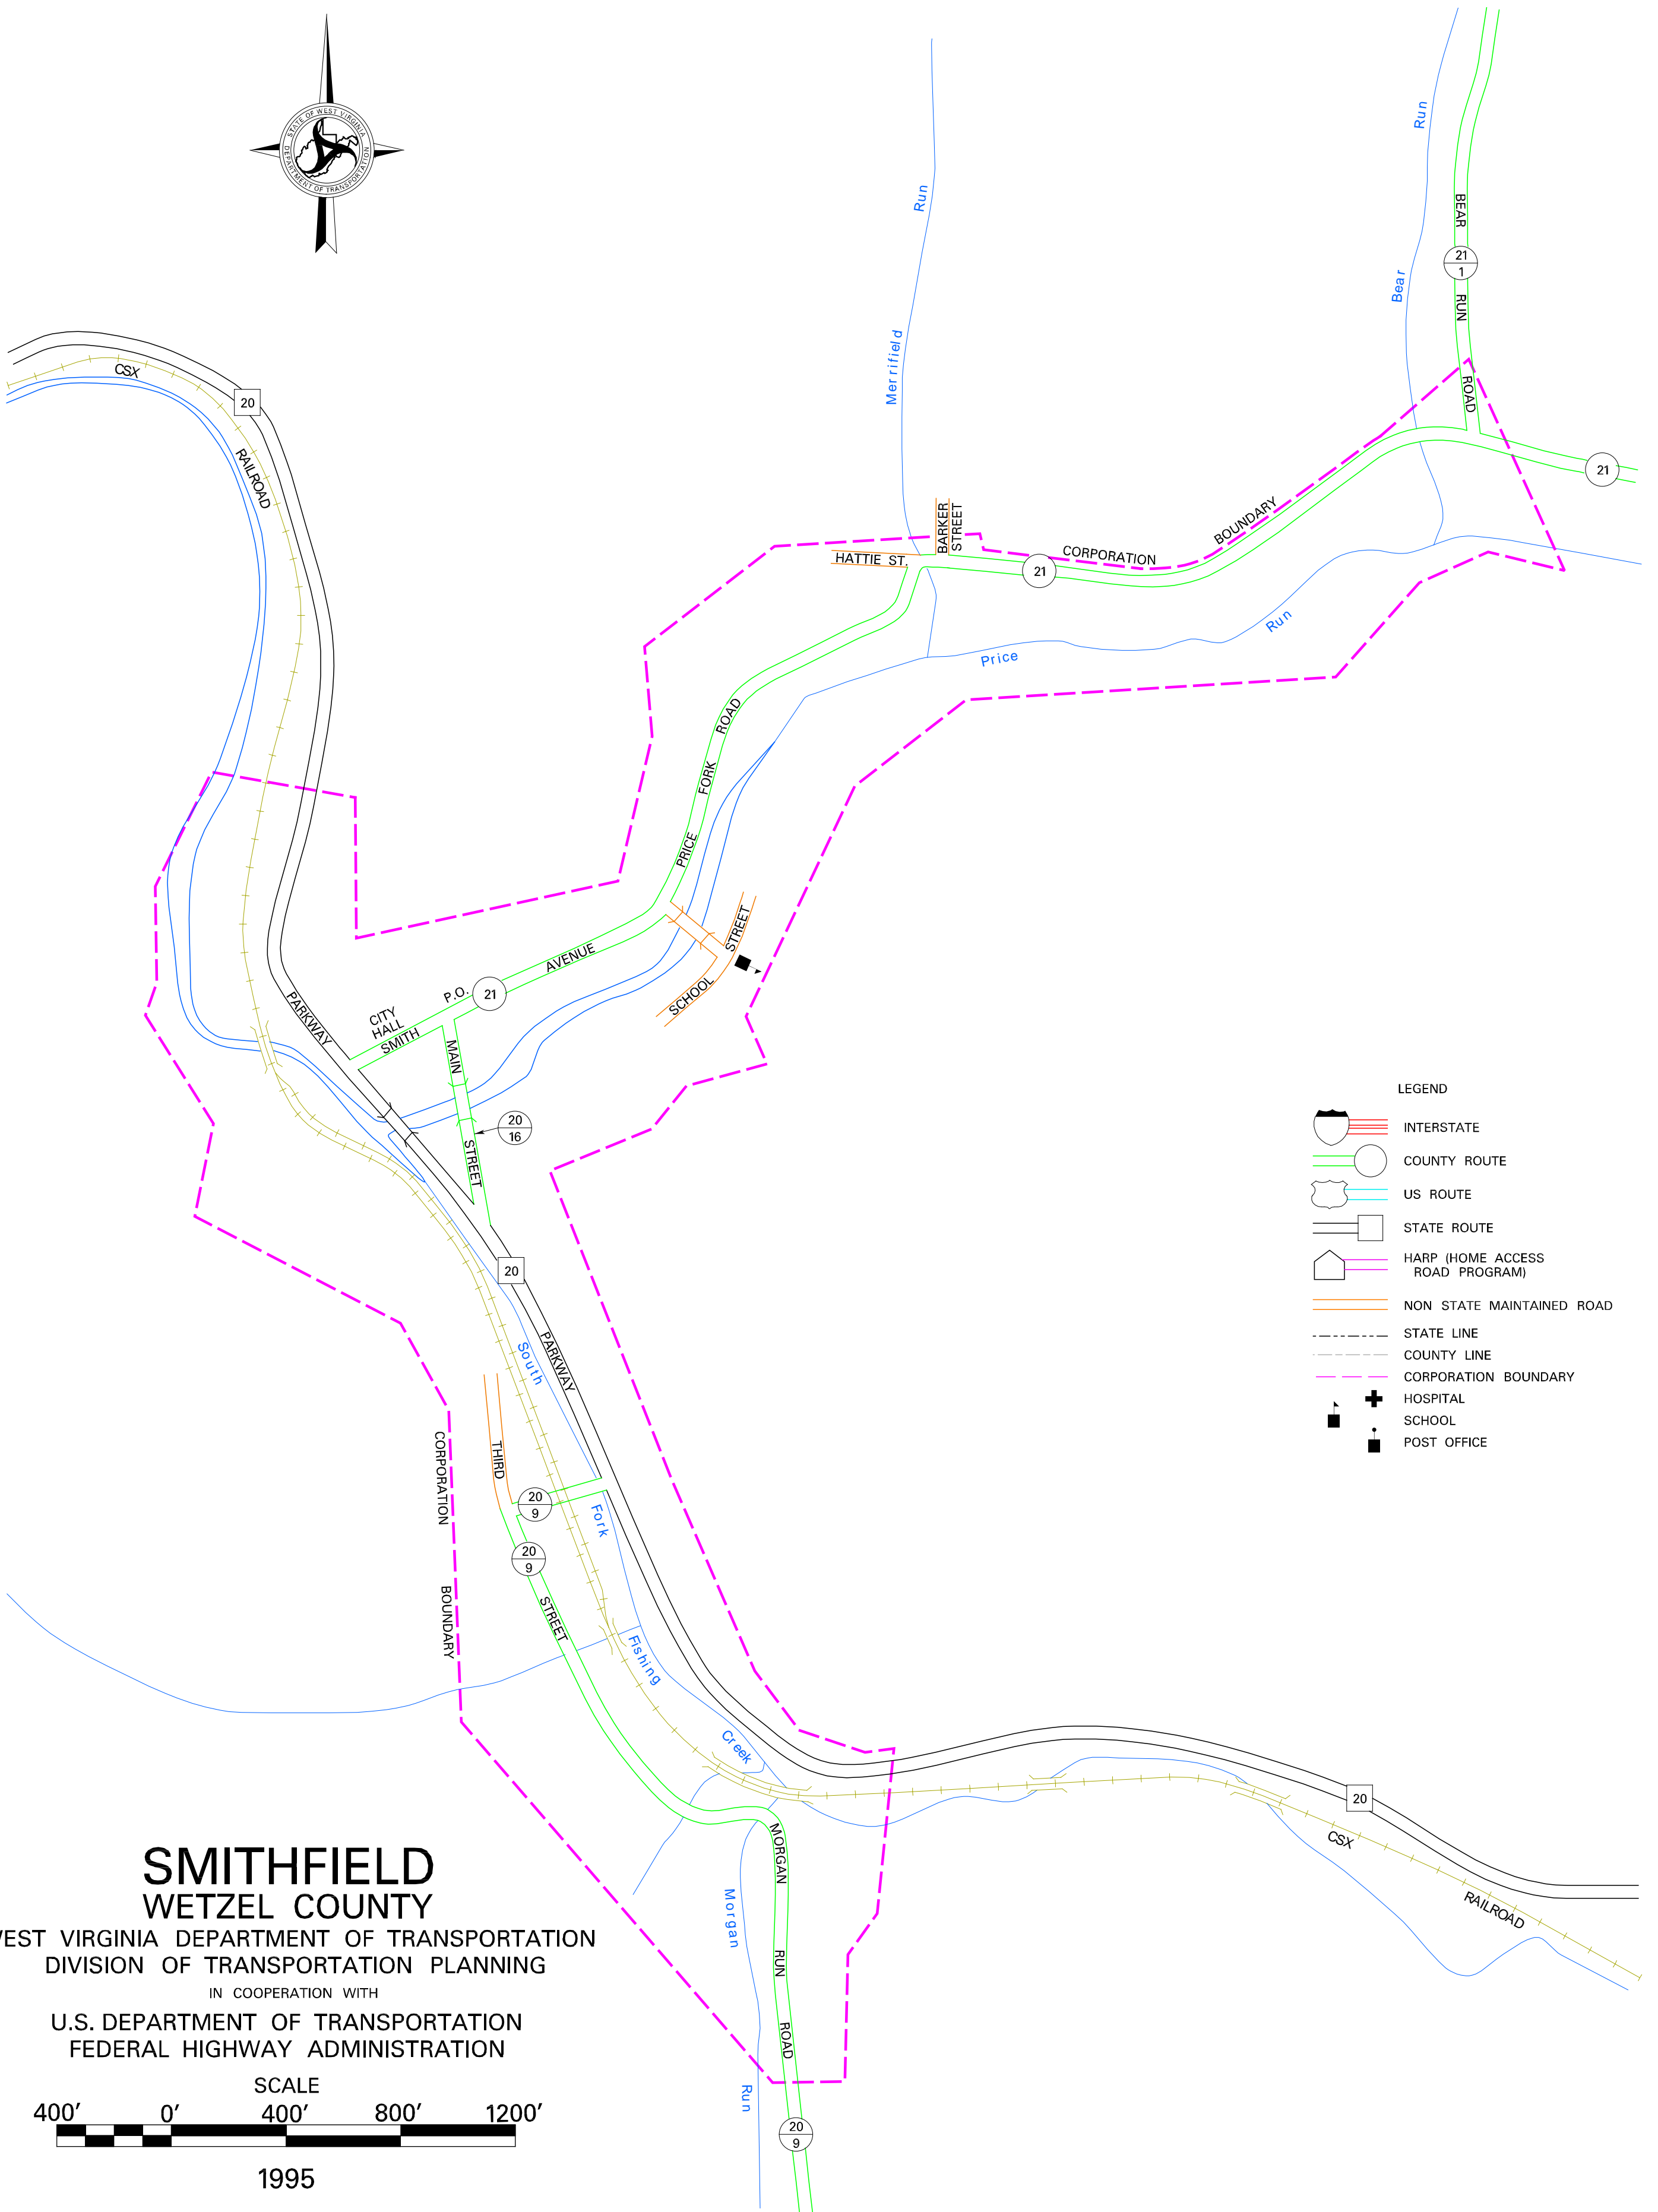 STATE OF WEST VIRGINIA
DEPARTMENT OF TRANSPORTATION
Run
Run
BEAR
21
1
RUN
Bear
Merrifield
CSX
20
ROAD
RAILROAD
21
BARKER
STREET
HATTIE ST.
BOUNDARY
CORPORATION
21
Run
Price
ROAD
FORK
PRICE
STREET
AVENUE
SCHOOL
P.O.
21
PARKWAY
CITY
HALL
SMITH
MAIN
20
16
STREET
20
PARKWAY
South
THIRD
CORPORATION
20
9
Fork
20
9
BOUNDARY
STREET
Fishing
Creek
20
CSX
RAILROAD
MORGAN
Morgan
RUN
ROAD
Run
20
9
LEGEND
INTERSTATE
COUNTY ROUTE
US ROUTE
STATE ROUTE
HARP (HOME ACCESS
ROAD PROGRAM)
NON STATE MAINTAINED ROAD
STATE LINE
COUNTY LINE
CORPORATION BOUNDARY
HOSPITAL
SCHOOL
POST OFFICE
SMITHFIELD
WETZEL COUNTY
EST VIRGINIA DEPARTMENT OF TRANSPORTATION
DIVISION OF TRANSPORTATION PLANNING
IN COOPERATION WITH
U.S. DEPARTMENT OF TRANSPORTATION
FEDERAL HIGHWAY ADMINISTRATION
SCALE
400' 0' 400' 800' 1200'
1995